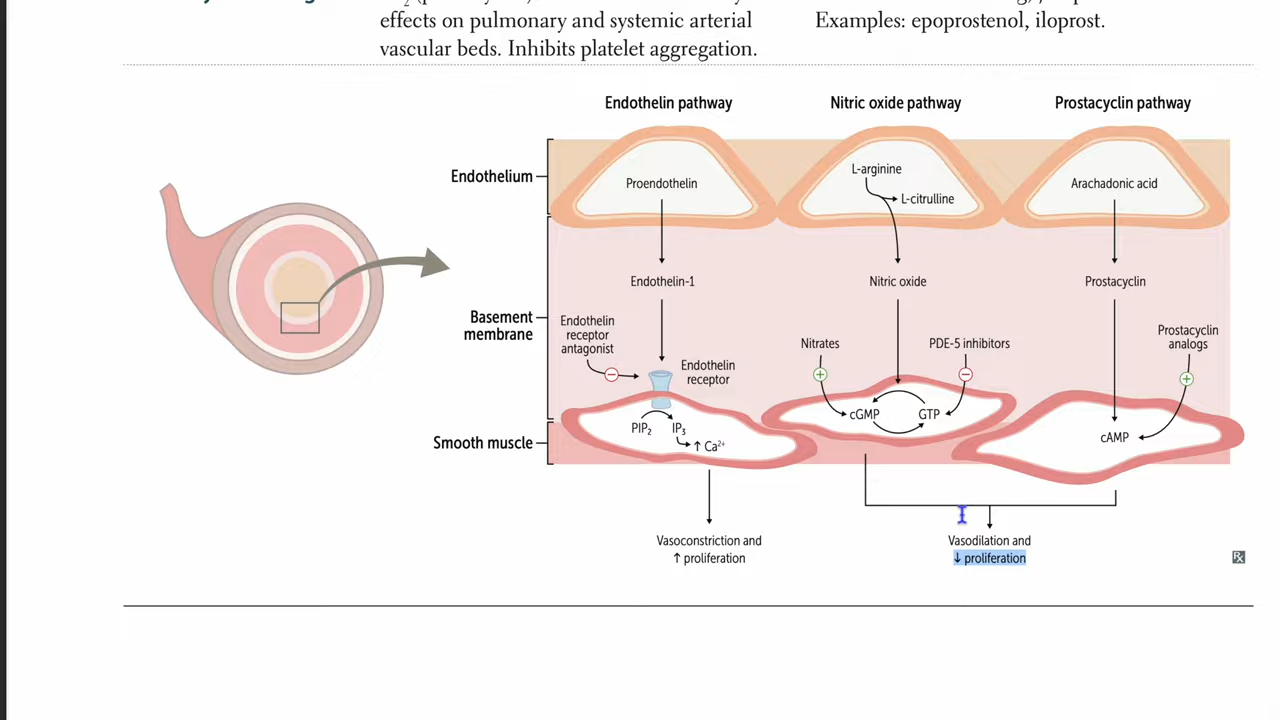 effects on pulmonary and systemic arterial
vascular beds. Inhibits platelet aggregation.
Examples: epoprostenol, iloprost.
Endothelin pathway
Nitric oxide pathway
Prostacyclin pathway
Endothelium
Proendothelin
L-arginine
L-citrulline
Arachadonic acid
Endothelin-1
Nitric oxide
Prostacyclin
Basement
membrane
Endothelin
receptor
antagonist
Endothelin
receptor
Nitrates
PDE-5 inhibitors
Prostacyclin
analogs
Smooth muscle
PIP₂
IP₃
↑ Ca²⁺
cGMP
GTP
cAMP
Vasoconstriction and
↑ proliferation
Vasodilation and
↓ proliferation
Rx